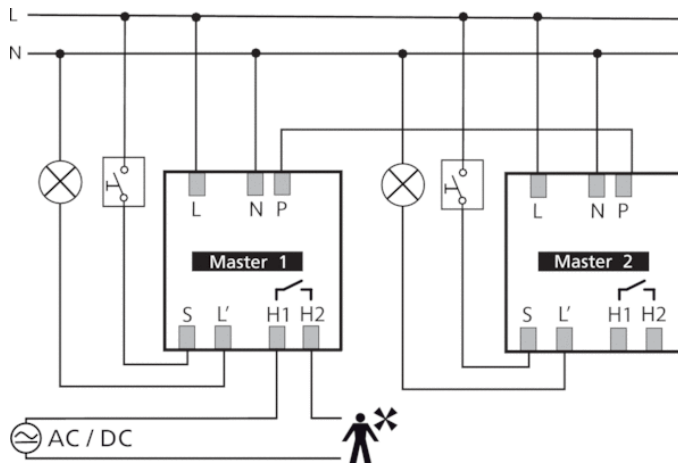 L
N
L N P
L N P
Master 1
Master 2
S L' H1 H2
S L' H1 H2
AC / DC